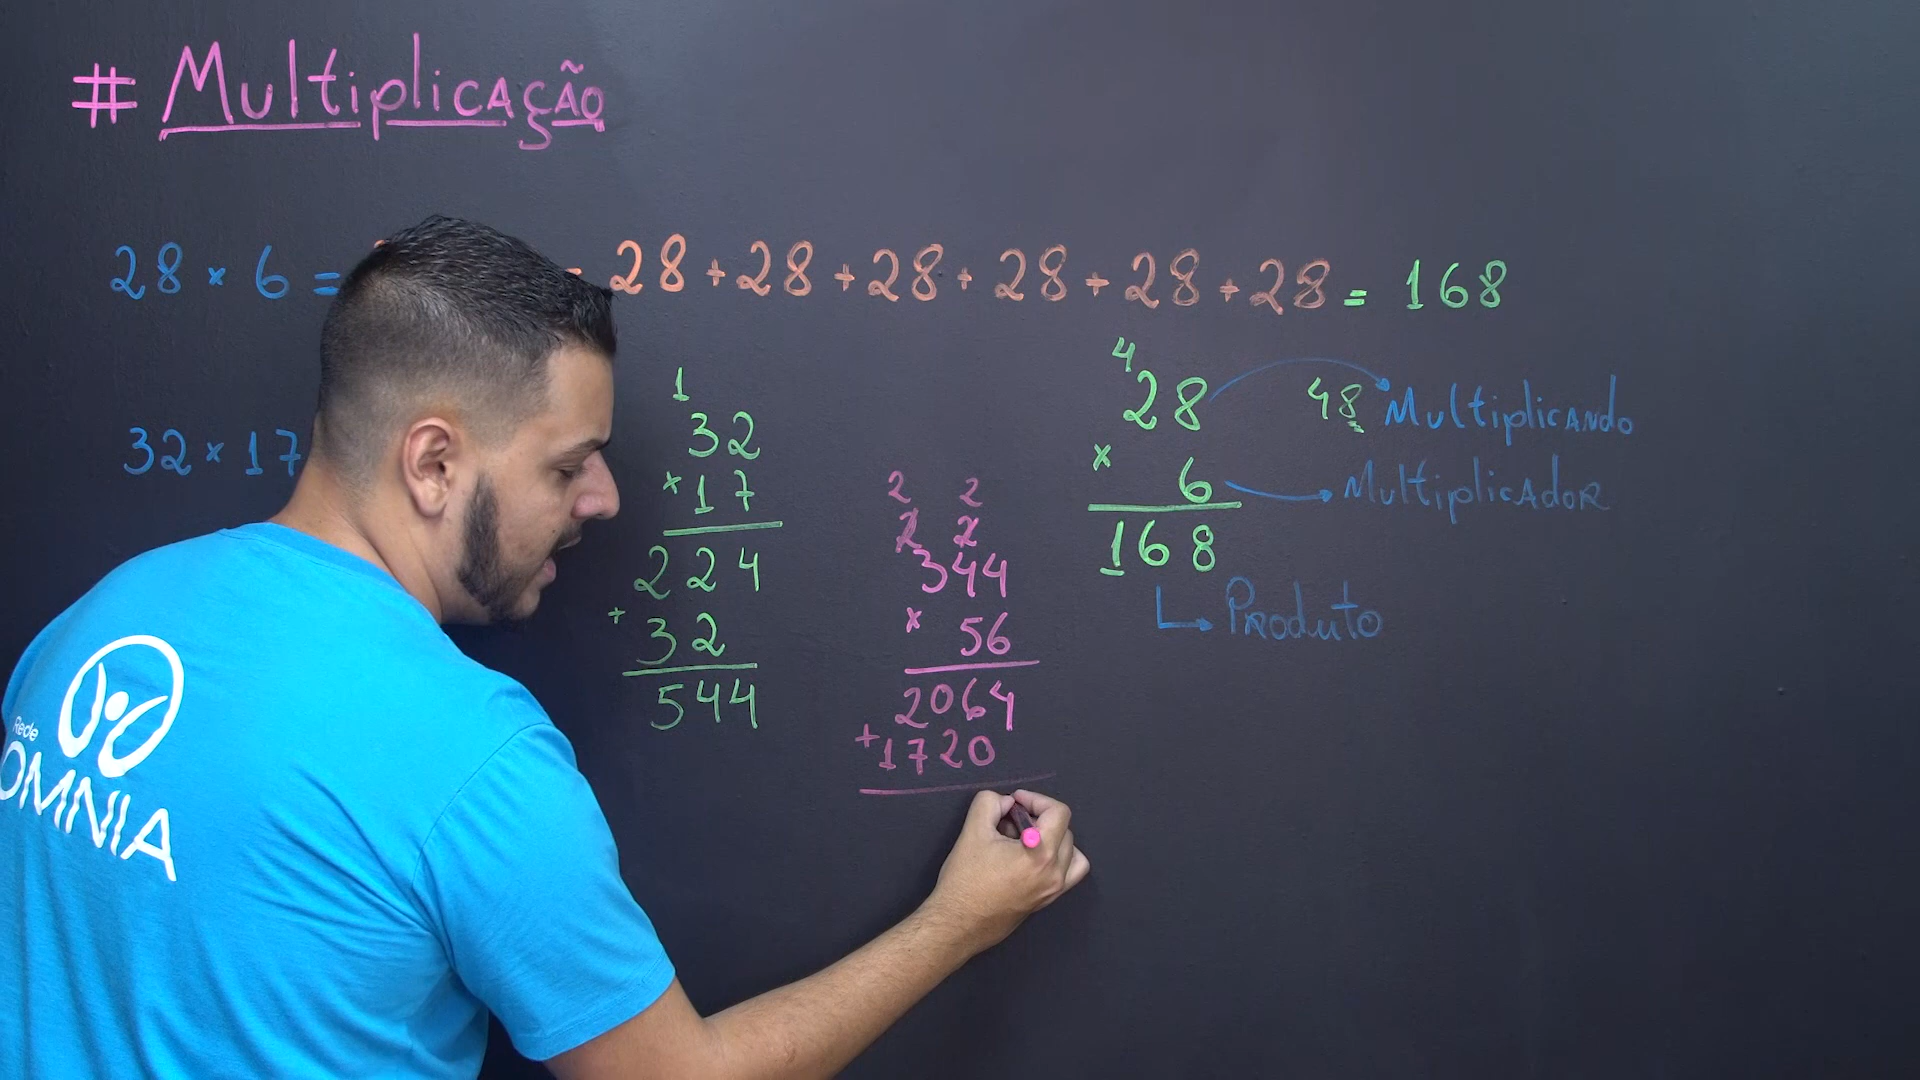 # Multiplicação
28 × 6 = = 28 + 28 + 28 + 28 + 28 + 28 = 168
32 × 17
1
32
× 17
224
+ 32
544
2 2
2 2
344
× 56
2064
+ 1720
4
28 48 Multiplicando
× 6 Multiplicador
168
Produto
Rede
OMNIA